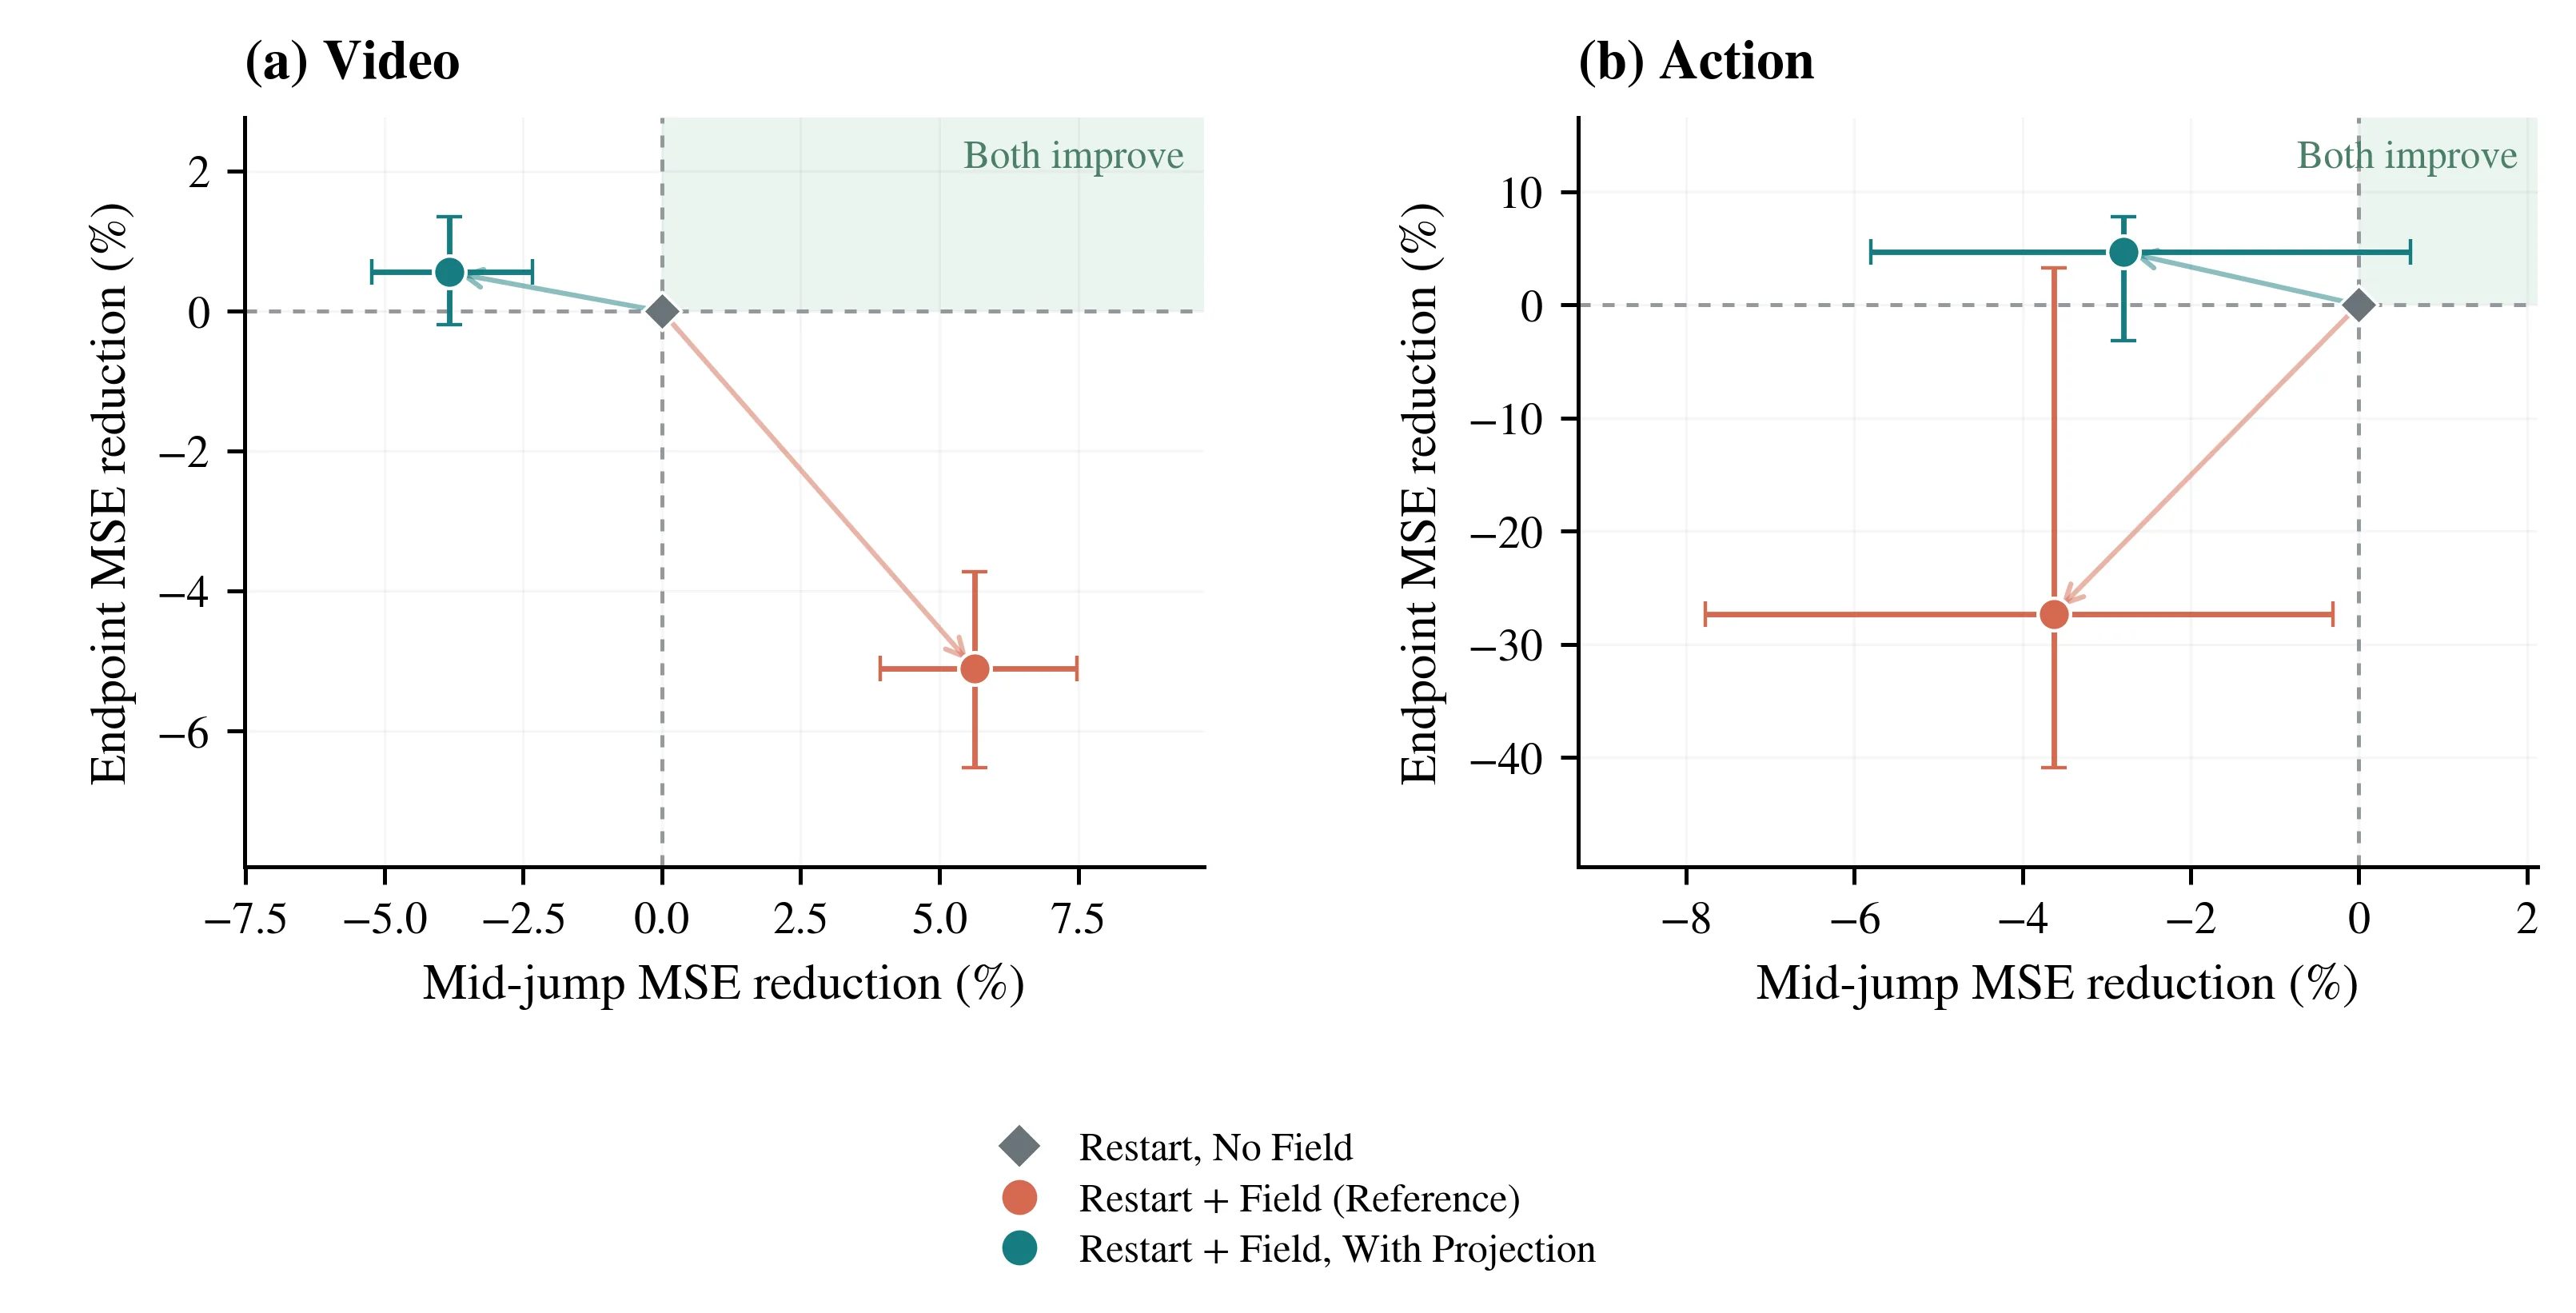 (a) Video
Both improve
2
0
−2
−4
−6
Endpoint MSE reduction (%)
−7.5 −5.0 −2.5 0.0 2.5 5.0 7.5
Mid-jump MSE reduction (%)
(b) Action
Both improve
10
0
−10
−20
−30
−40
Endpoint MSE reduction (%)
−8 −6 −4 −2 0 2
Mid-jump MSE reduction (%)
Restart, No Field
Restart + Field (Reference)
Restart + Field, With Projection